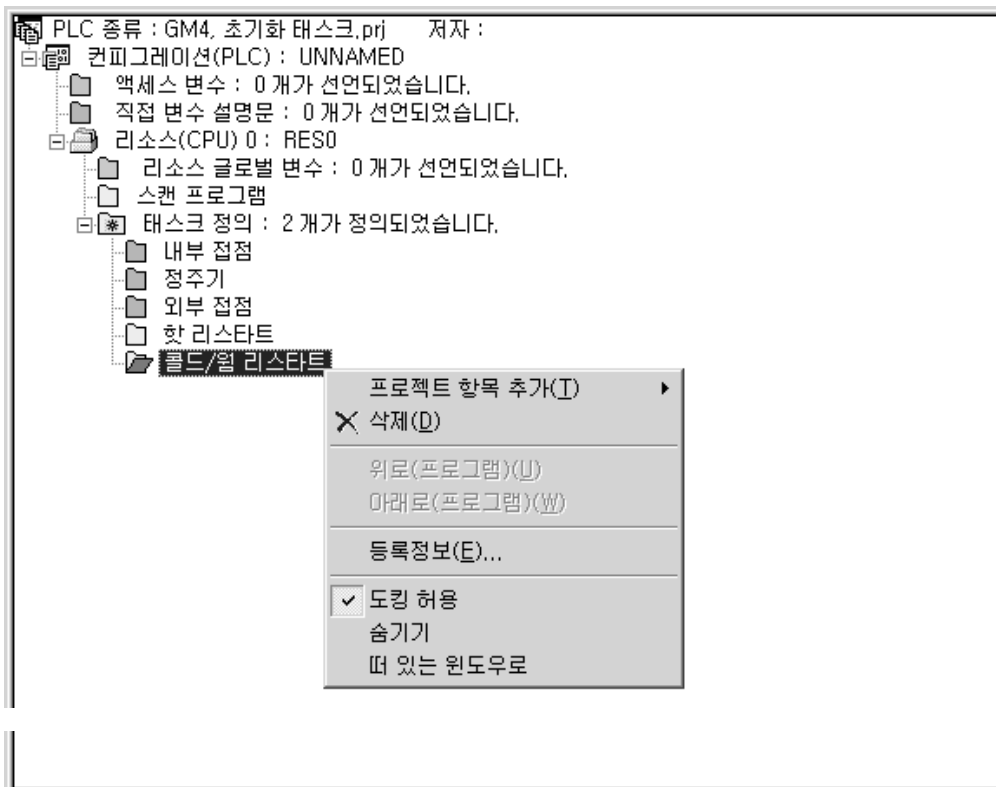 PLC 종류 : GM4, 초기화 태스크.prj 저자 :
컨피그레이션(PLC) : UNNAMED
액세스 변수 : 0 개가 선언되었습니다.
직접 변수 설명문 : 0 개가 선언되었습니다.
리소스(CPU) 0 : RES0
리소스 글로벌 변수 : 0 개가 선언되었습니다.
스캔 프로그램
태스크 정의 : 2 개가 정의되었습니다.
내부 접점
정주기
외부 접점
핫 리스타트
콜드/웜 리스타트
프로젝트 항목 추가(T)
삭제(D)
위로(프로그램)(U)
아래로(프로그램)(W)
등록정보(E)...
도킹 허용
숨기기
떠 있는 윈도우로